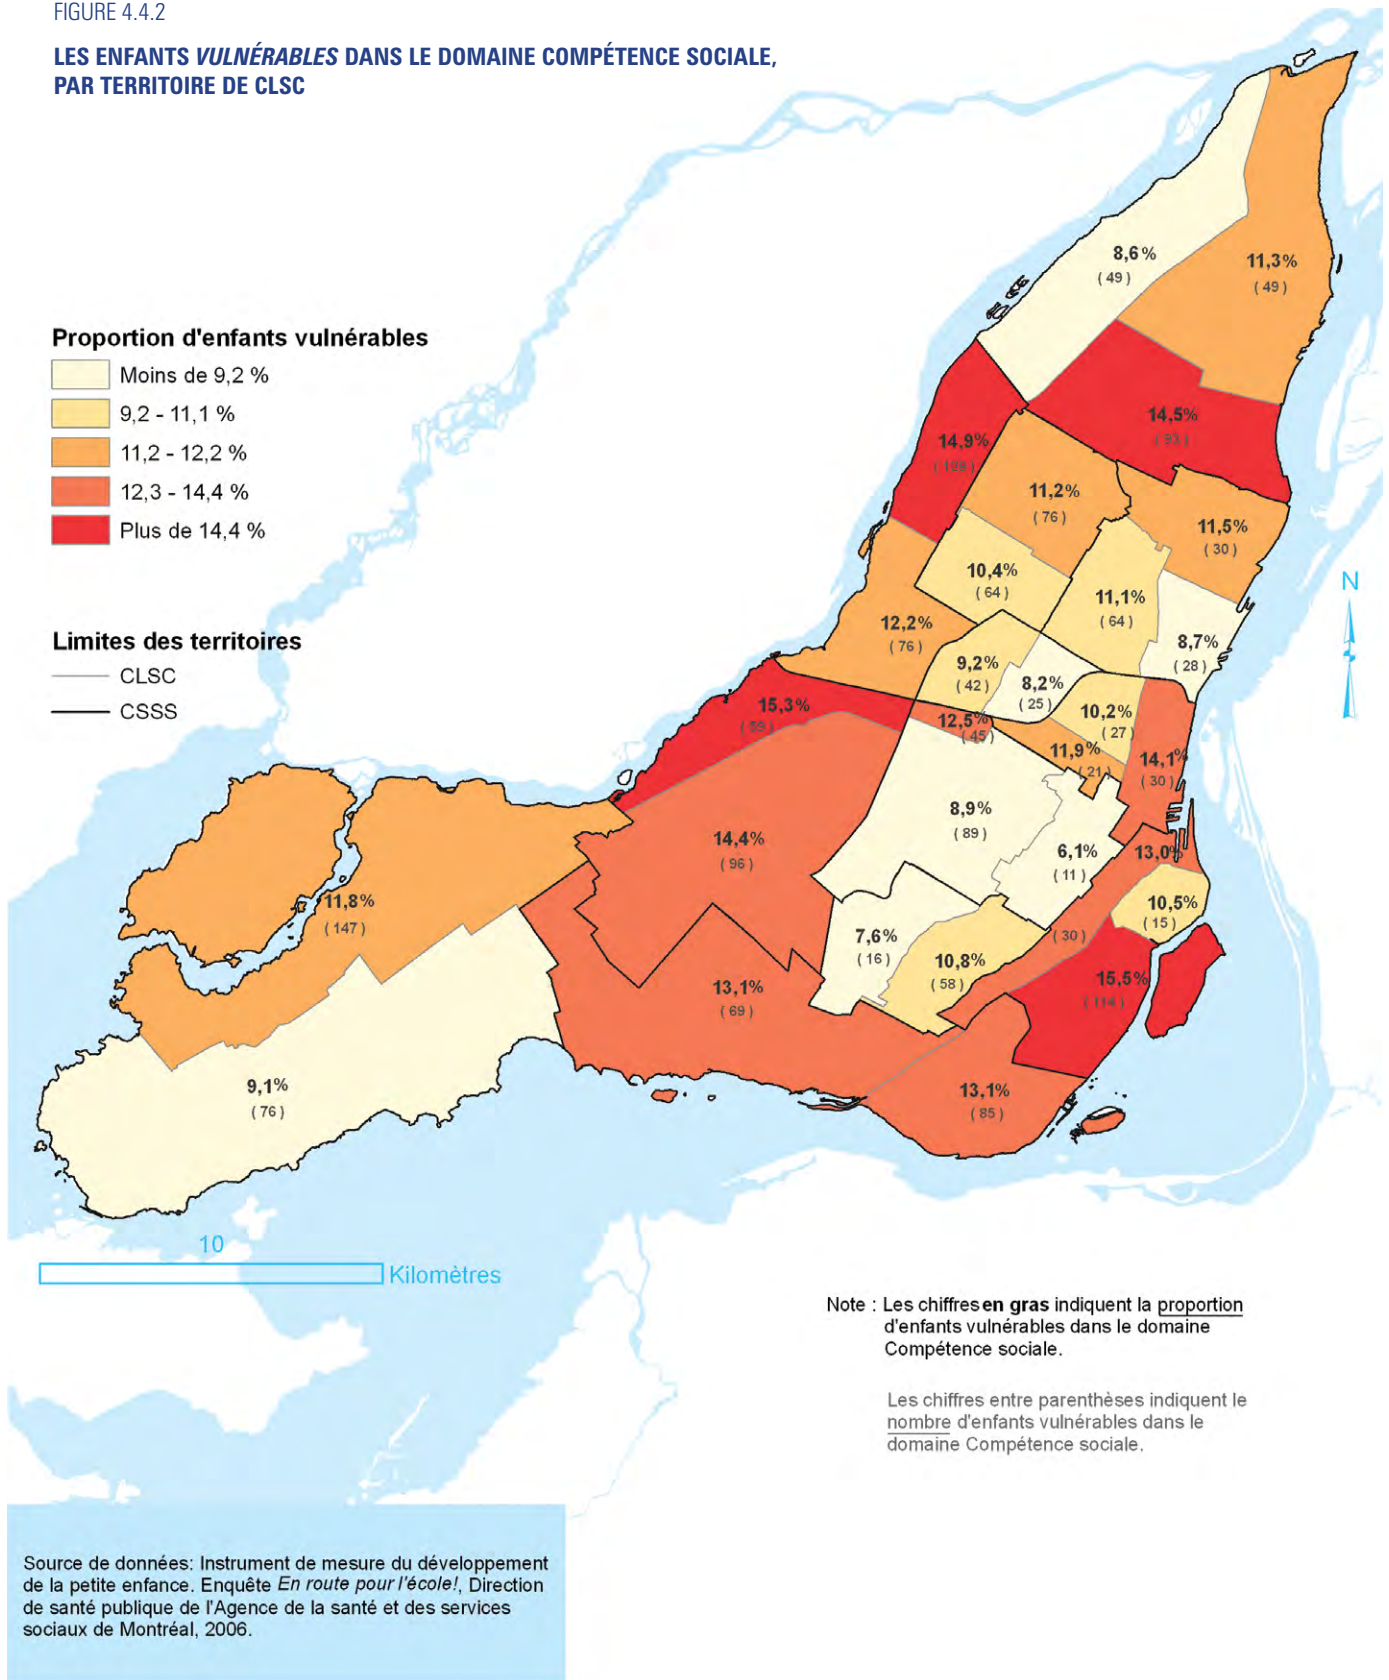 FIGURE 4.4.2
LES ENFANTS VULNÉRABLES DANS LE DOMAINE COMPÉTENCE SOCIALE,
PAR TERRITOIRE DE CLSC
Proportion d'enfants vulnérables
Moins de 9,2 %
9,2 - 11,1 %
11,2 - 12,2 %
12,3 - 14,4 %
Plus de 14,4 %
Limites des territoires
CLSC
CSSS
8,6%
( 49 )
11,3%
( 49 )
14,5%
( 93 )
14,9%
11,2%
( 76 )
11,5%
( 30 )
10,4%
( 64 )
11,1%
( 64 )
12,2%
( 76 )
8,7%
( 28 )
9,2%
( 42 )
8,2%
( 25 )
15,3%
( 59 )
12,5%
( 45 )
10,2%
( 27 )
11,9%
( 21 )
14,1%
( 30 )
8,9%
( 89 )
14,4%
( 96 )
6,1%
( 11 )
13,0%
( 30 )
10,5%
( 15 )
11,8%
( 147 )
7,6%
( 16 )
10,8%
( 58 )
15,5%
( 114 )
13,1%
( 69 )
9,1%
( 76 )
13,1%
( 85 )
N
10
Kilomètres
Note : Les chiffres en gras indiquent la proportion
d'enfants vulnérables dans le domaine
Compétence sociale.
Les chiffres entre parenthèses indiquent le
nombre d'enfants vulnérables dans le
domaine Compétence sociale.
Source de données: Instrument de mesure du développement
de la petite enfance. Enquête En route pour l'école!, Direction
de santé publique de l'Agence de la santé et des services
sociaux de Montréal, 2006.